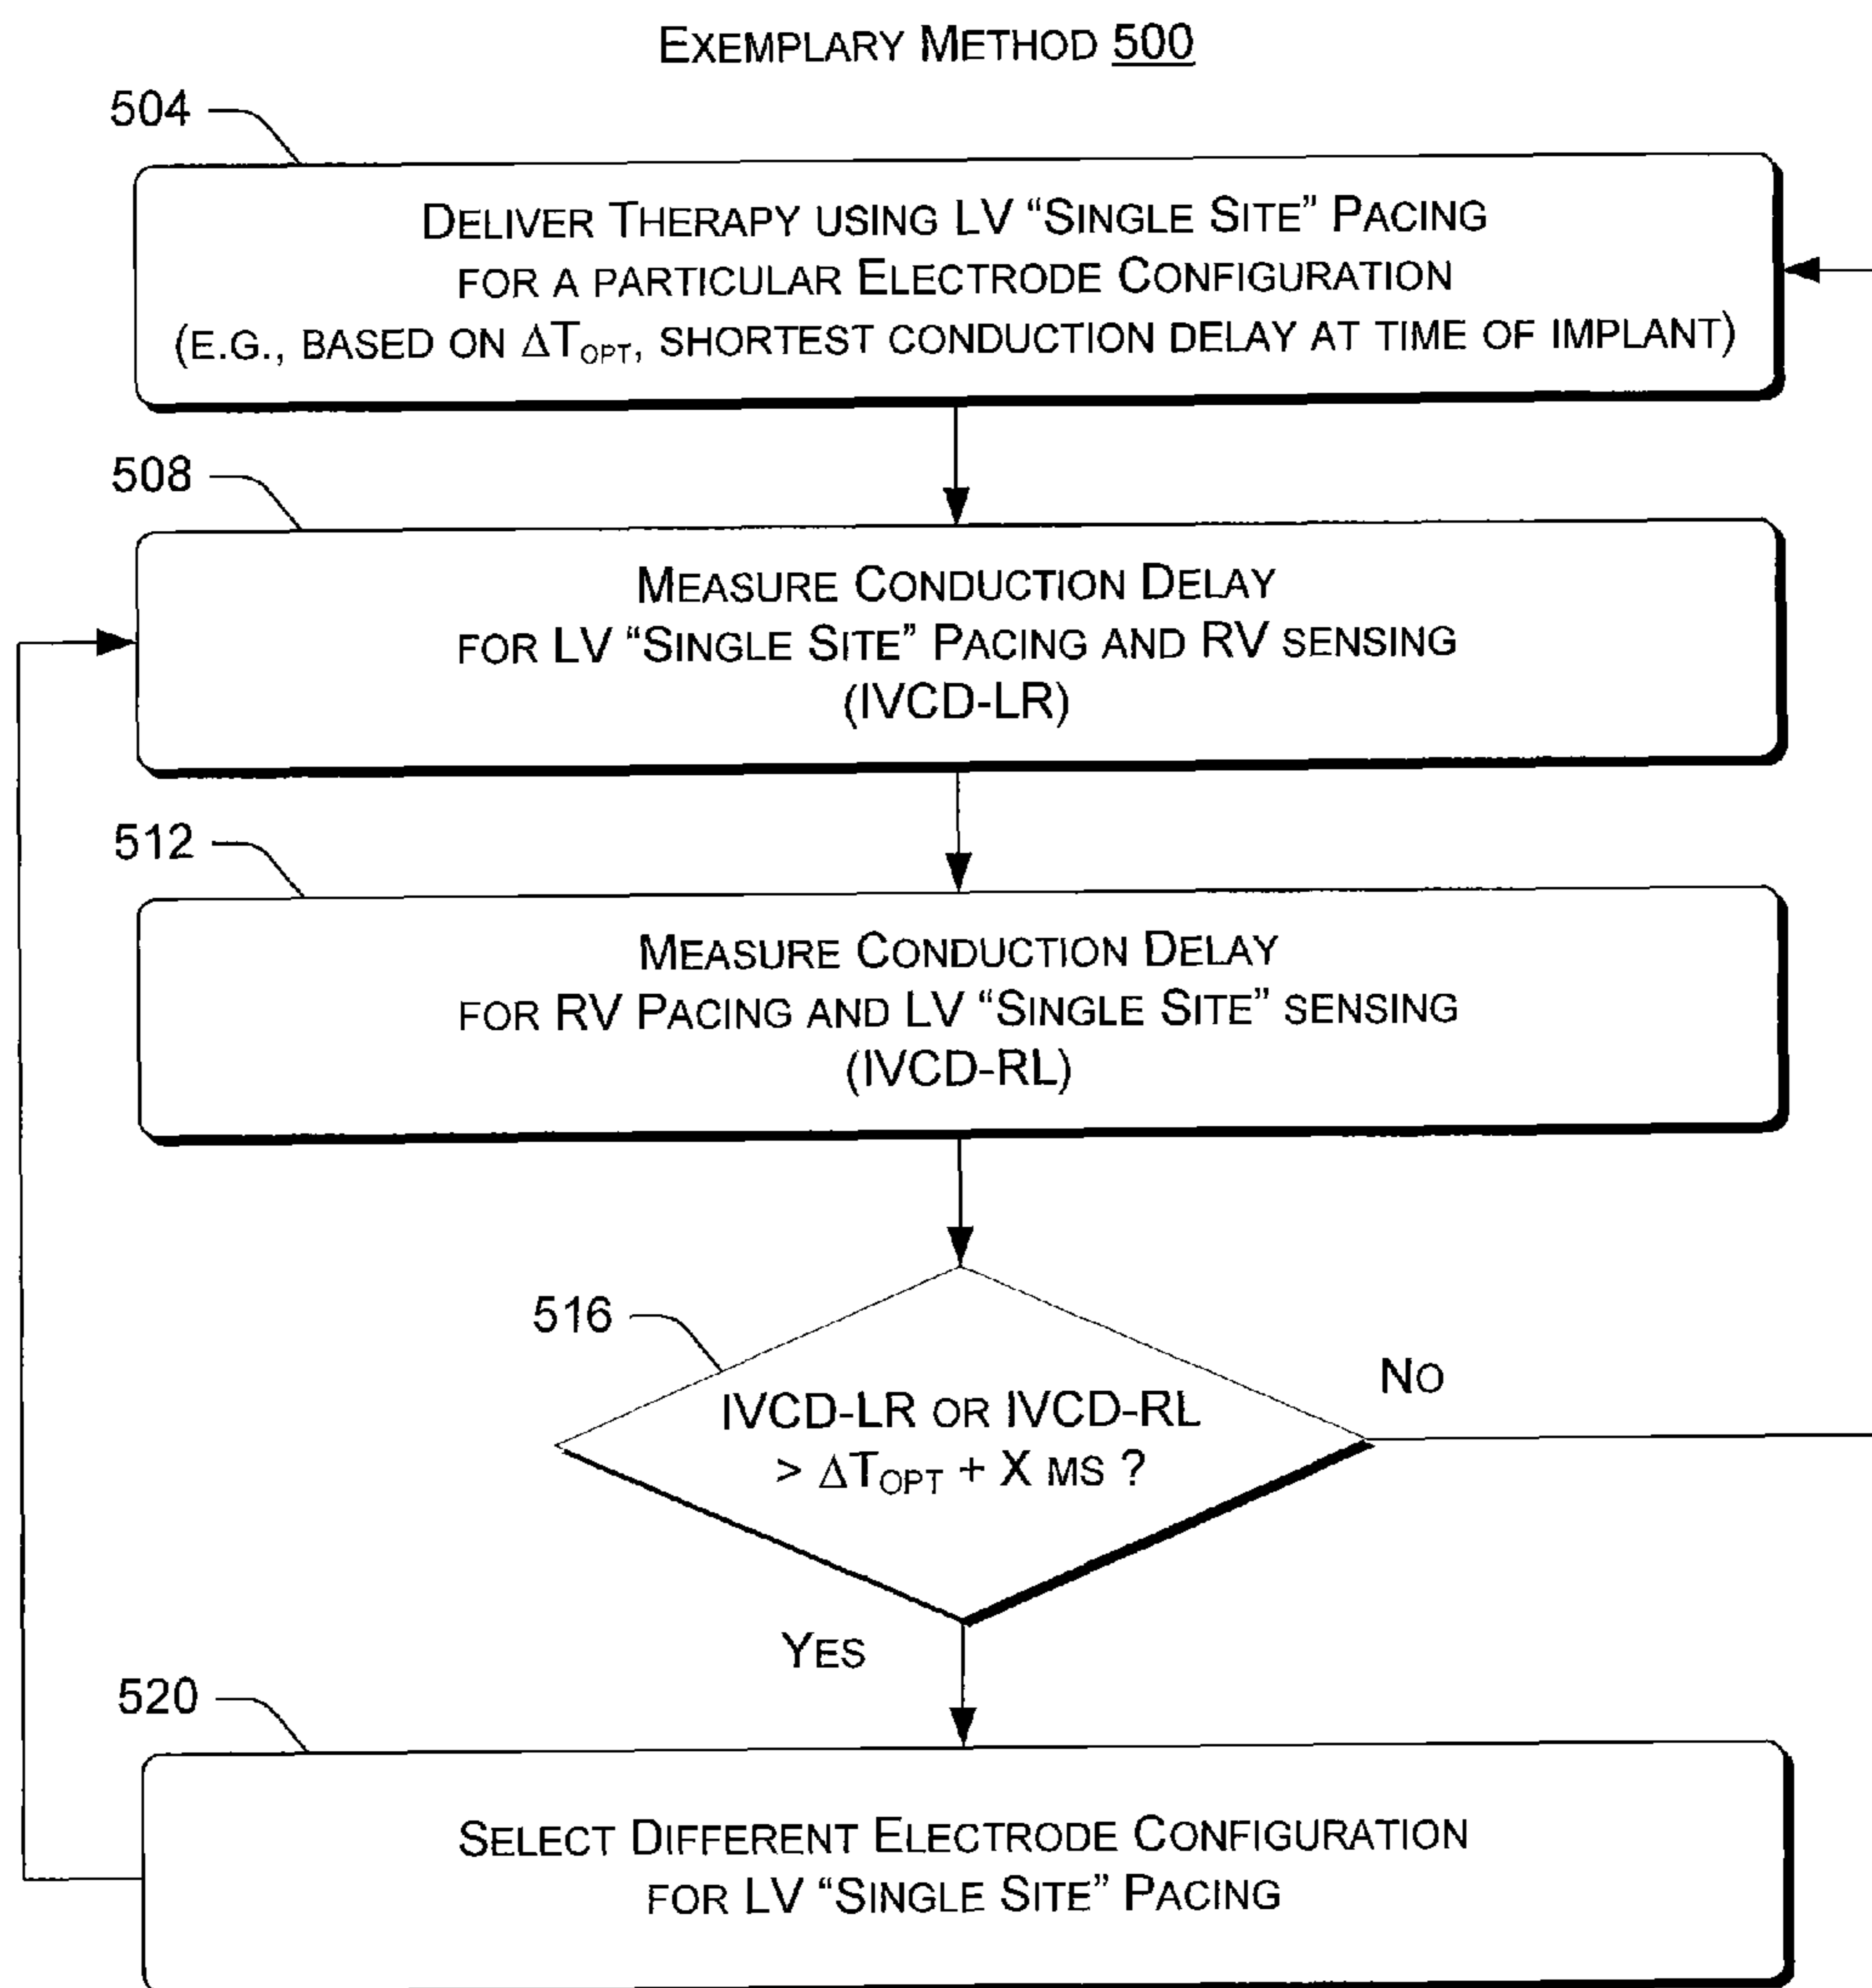 EXEMPLARY METHOD 500
504
DELIVER THERAPY USING LV “SINGLE SITE” PACING
FOR A PARTICULAR ELECTRODE CONFIGURATION
(E.G., BASED ON ΔTOPT, SHORTEST CONDUCTION DELAY AT TIME OF IMPLANT)
508
MEASURE CONDUCTION DELAY
FOR LV “SINGLE SITE” PACING AND RV SENSING
(IVCD-LR)
512
MEASURE CONDUCTION DELAY
FOR RV PACING AND LV “SINGLE SITE” SENSING
(IVCD-RL)
516
IVCD-LR OR IVCD-RL
> ΔTOPT + X MS ?
NO
YES
520
SELECT DIFFERENT ELECTRODE CONFIGURATION
FOR LV “SINGLE SITE” PACING